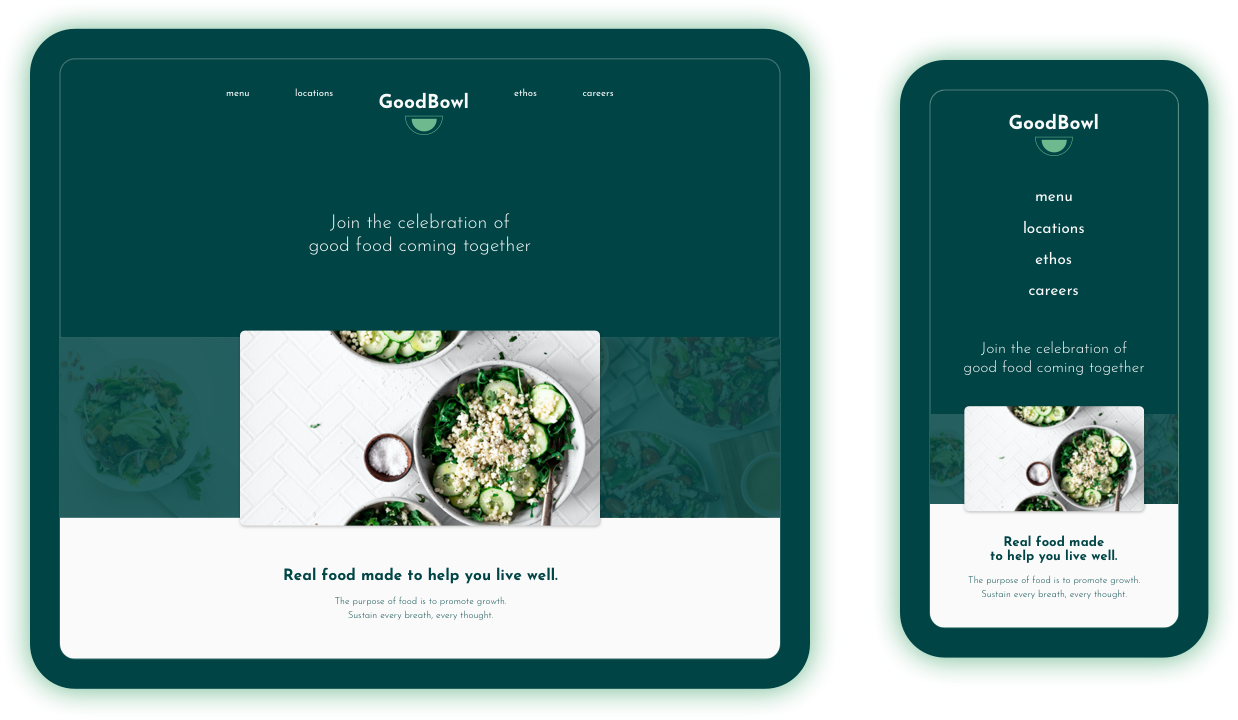 menu locations GoodBowl ethos careers
Join the celebration of
good food coming together
Real food made to help you live well.
The purpose of food is to promote growth.
Sustain every breath, every thought.
GoodBowl
menu
locations
ethos
careers
Join the celebration of
good food coming together
Real food made
to help you live well.
The purpose of food is to promote growth.
Sustain every breath, every thought.